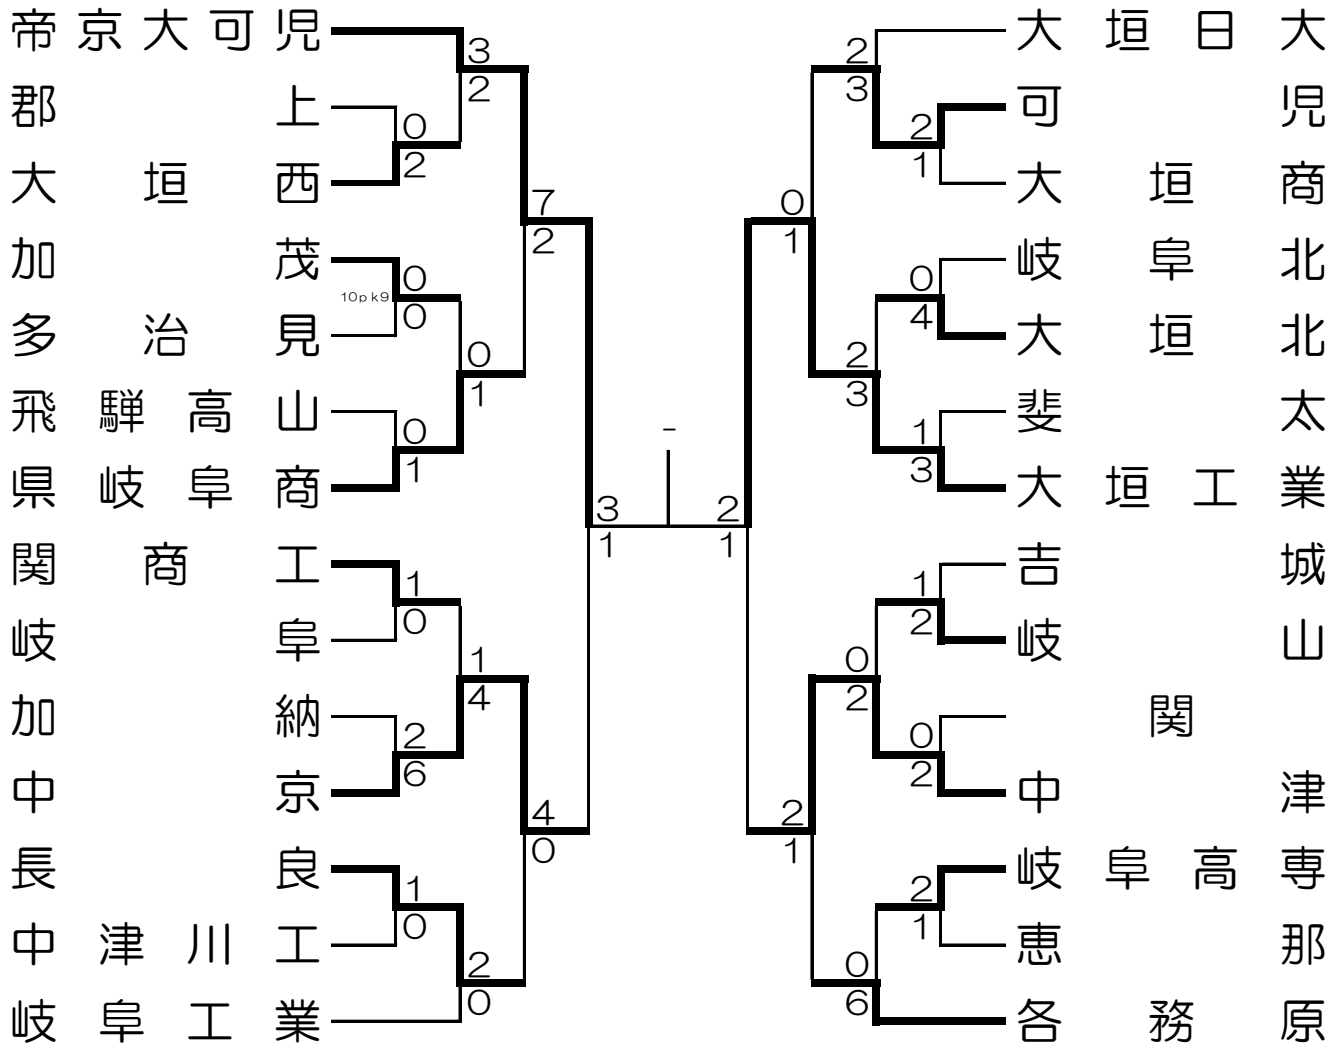 帝京大可児
郡上
大垣西
加茂
多治見
飛騨高山
県岐阜商
関商工
岐阜
加納
中京
長良
中津川工
岐阜工業
3
2
0
2
7
2
0
10pk9
0
0
1
0
1
3
1
1
0
1
4
2
6
4
0
1
0
2
0
-
大垣日大
可児
大垣商
岐阜北
大垣北
斐太
大垣工業
吉城
岐山
関
中津
岐阜高専
恵那
各務原
2
3
2
1
0
1
0
4
2
3
1
3
2
1
1
2
0
2
0
2
2
1
2
1
0
6